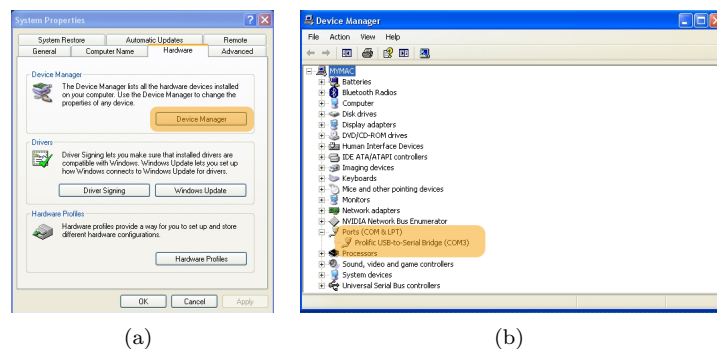 System Properties
System Restore
Automatic Updates
Remote
General
Computer Name
Hardware
Advanced
Device Manager
The Device Manager lists all the hardware devices installed
on your computer. Use the Device Manager to change the
properties of any device.
Device Manager
Drivers
Driver Signing lets you make sure that installed drivers are
compatible with Windows. Windows Update lets you set up
how Windows connects to Windows Update for drivers.
Driver Signing
Windows Update
Hardware Profiles
Hardware profiles provide a way for you to set up and store
different hardware configurations.
Hardware Profiles
OK
Cancel
Apply
(a)
Device Manager
File Action View Help
MYMAC
Batteries
Bluetooth Radios
Computer
Disk drives
Display adapters
DVD/CD-ROM drives
Human Interface Devices
IDE ATA/ATAPI controllers
Imaging devices
Keyboards
Mice and other pointing devices
Monitors
Network adapters
NVIDIA Network Bus Enumerator
Ports (COM & LPT)
Prolific USB-to-Serial Bridge (COM3)
Processors
Sound, video and game controllers
System devices
Universal Serial Bus controllers
(b)